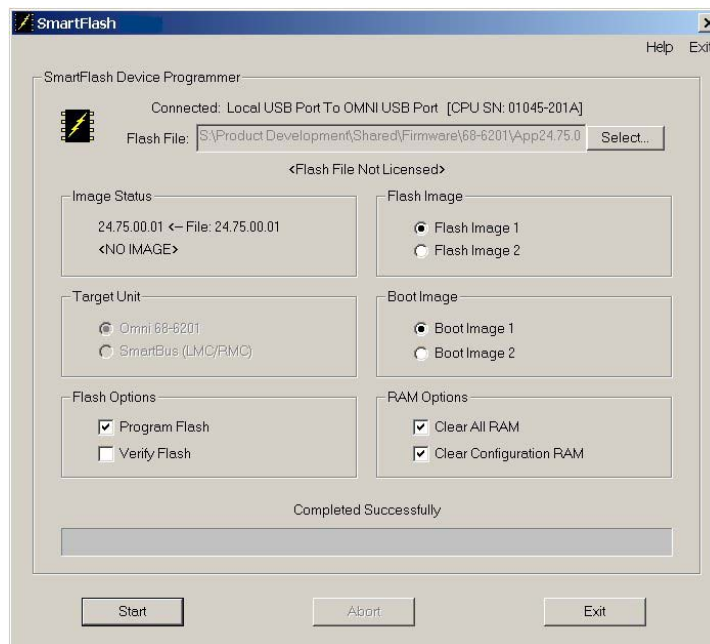 SmartFlash
Help Exit
SmartFlash Device Programmer
Connected: Local USB Port To OMNI USB Port [CPU SN: 01045-201A]
Flash File: S:\Product Development\Shared\Firmware\68-6201\App24.75.0 Select...
<Flash File Not Licensed>
Image Status
24.75.00.01 <-- File: 24.75.00.01
<NO IMAGE>
Flash Image
Flash Image 1
Flash Image 2
Target Unit
Omni 68-6201
SmartBus (LMC/RMC)
Boot Image
Boot Image 1
Boot Image 2
Flash Options
Program Flash
Verify Flash
RAM Options
Clear All RAM
Clear Configuration RAM
Completed Successfully
Start Abort Exit